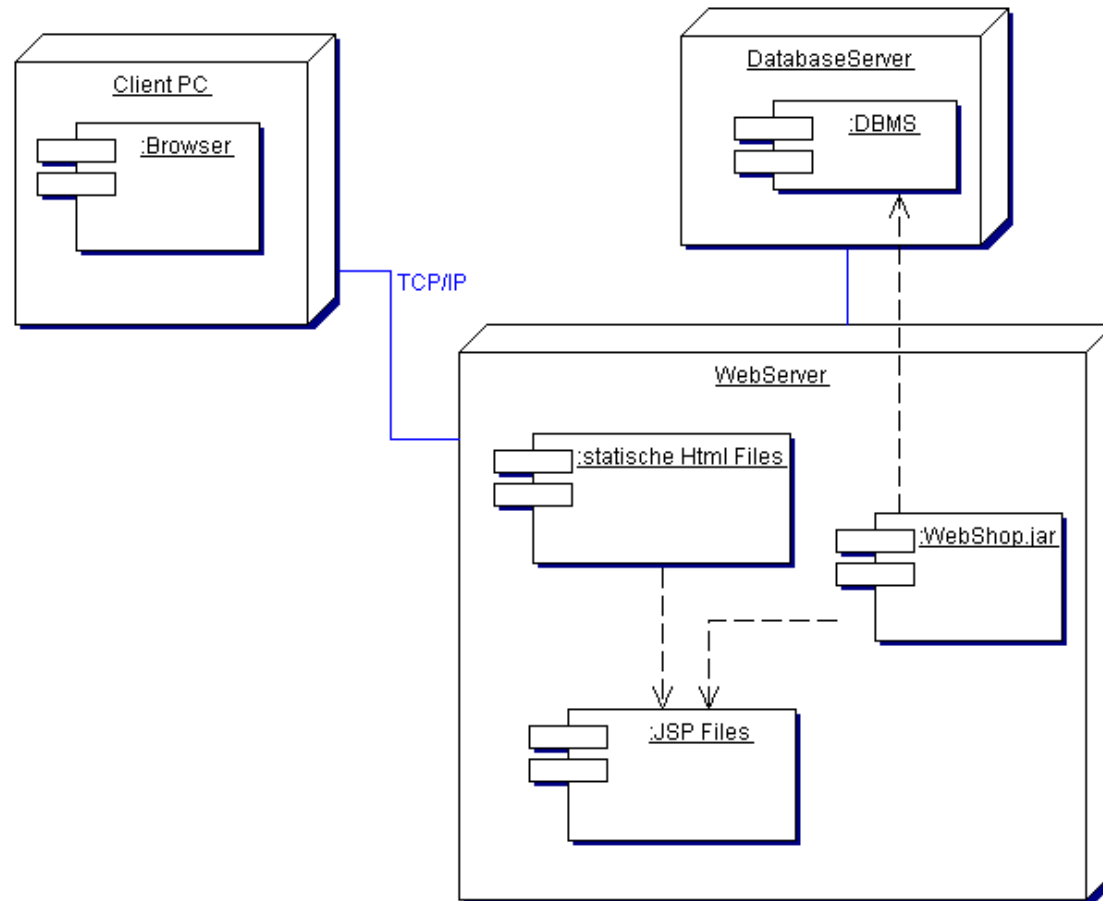 Client PC
:Browser
DatabaseServer
:DBMS
TCP/IP
WebServer
:statische Html Files
:WebShop.jar
:JSP Files